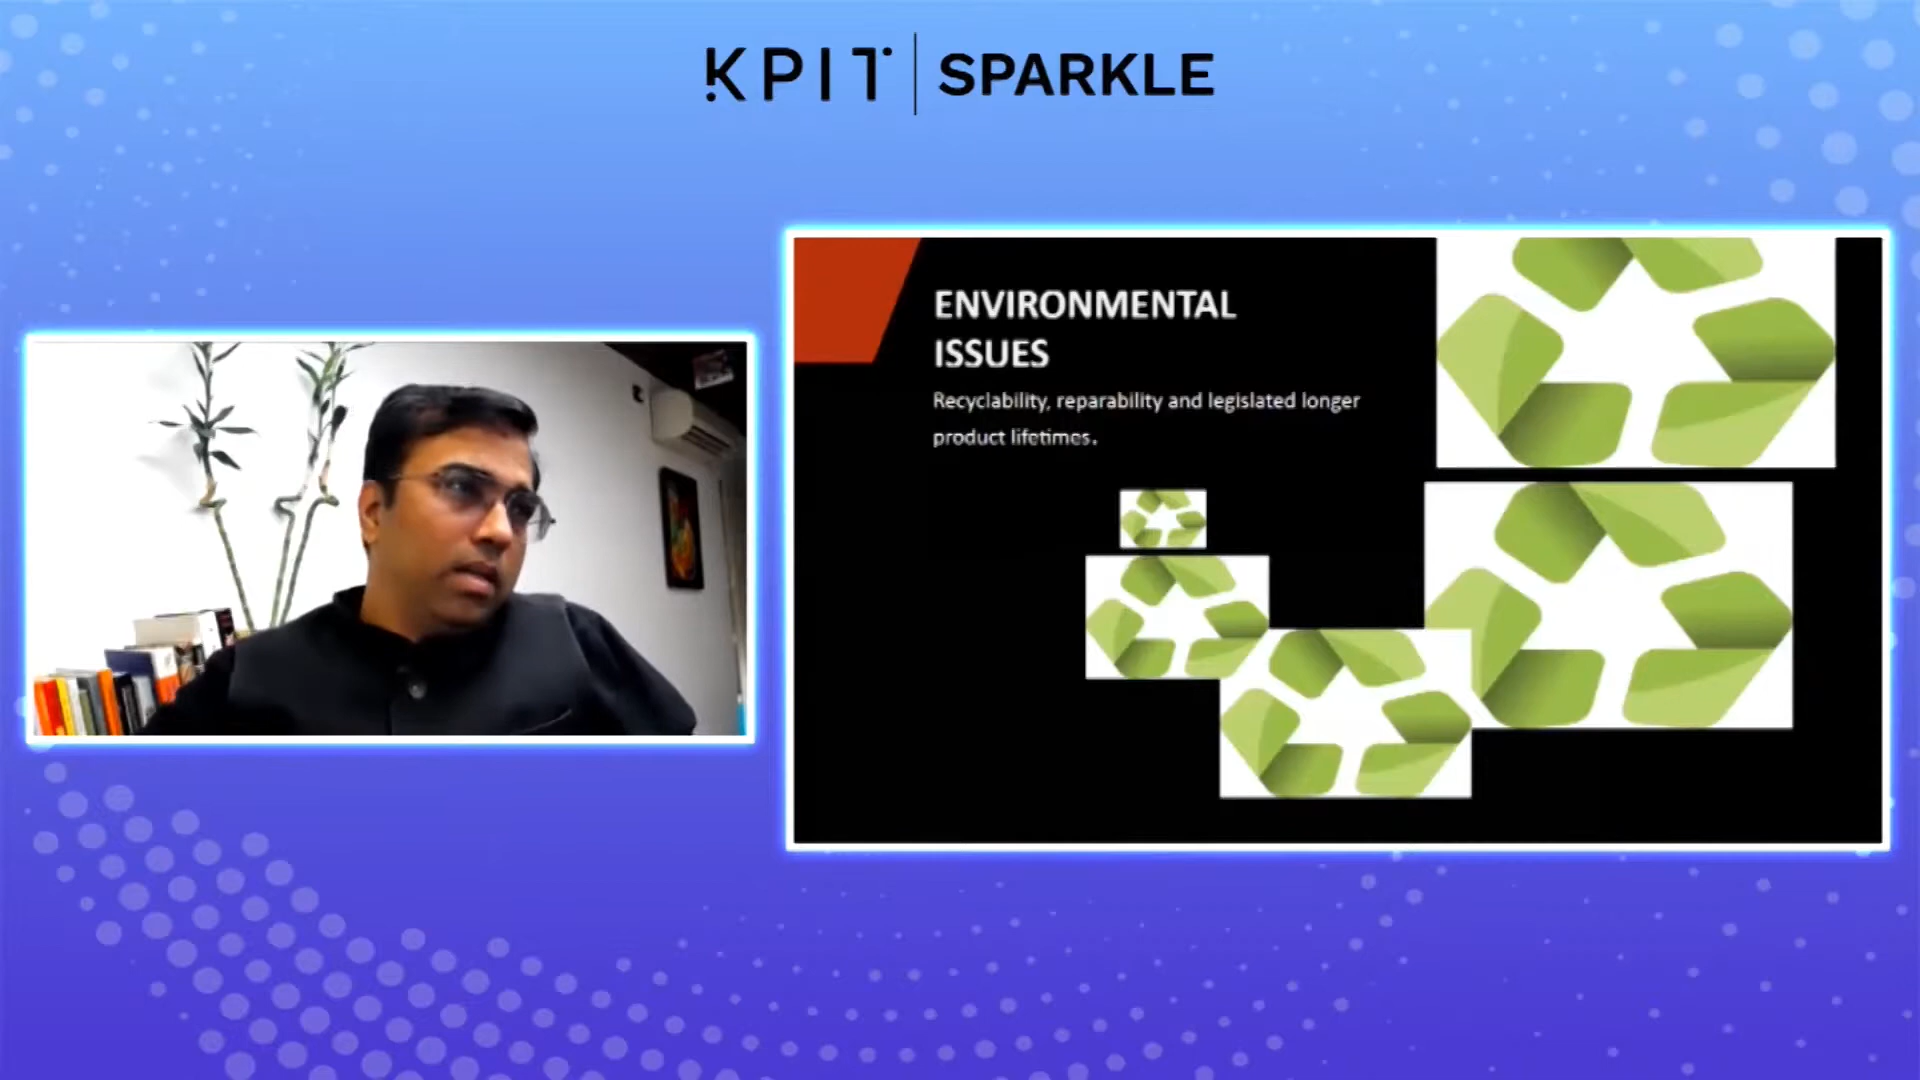 KPIT | SPARKLE
ENVIRONMENTAL
ISSUES
Recyclability, reparability and legislated longer
product lifetimes.